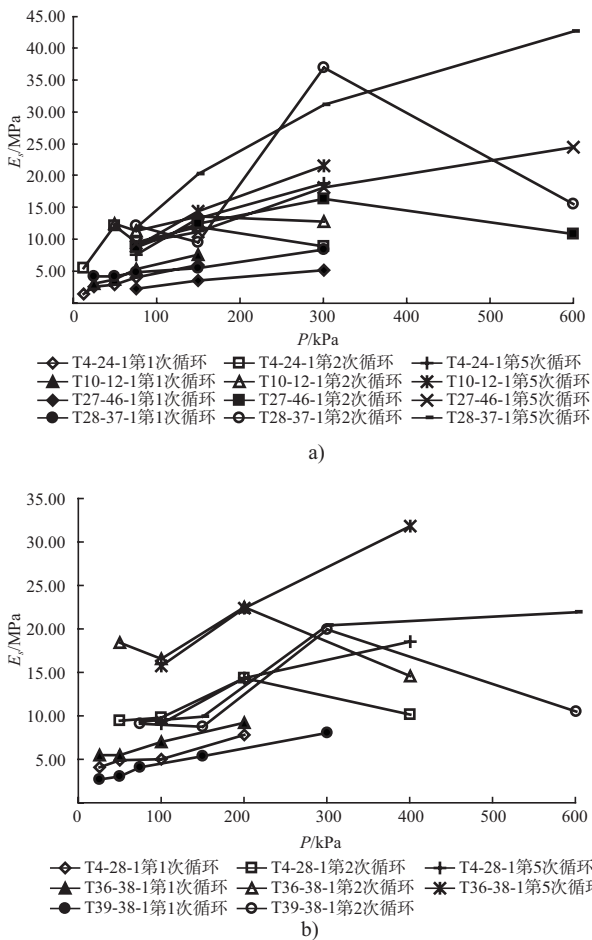 a)
45.00
40.00
35.00
30.00
25.00
20.00
15.00
10.00
5.00
Es/MPa
0 100 200 300 400 500 600
P/kPa
T4-24-1第1次循环 T4-24-1第2次循环 T4-24-1第5次循环
T10-12-1第1次循环 T10-12-1第2次循环 T10-12-1第5次循环
T27-46-1第1次循环 T27-46-1第2次循环 T27-46-1第5次循环
T28-37-1第1次循环 T28-37-1第2次循环 T28-37-1第5次循环
a)
35.00
30.00
25.00
20.00
15.00
10.00
5.00
Es/MPa
0 100 200 300 400 500 600
P/kPa
T4-28-1第1次循环 T4-28-1第2次循环 T4-28-1第5次循环
T36-38-1第1次循环 T36-38-1第2次循环 T36-38-1第5次循环
T39-38-1第1次循环 T39-38-1第2次循环
b)